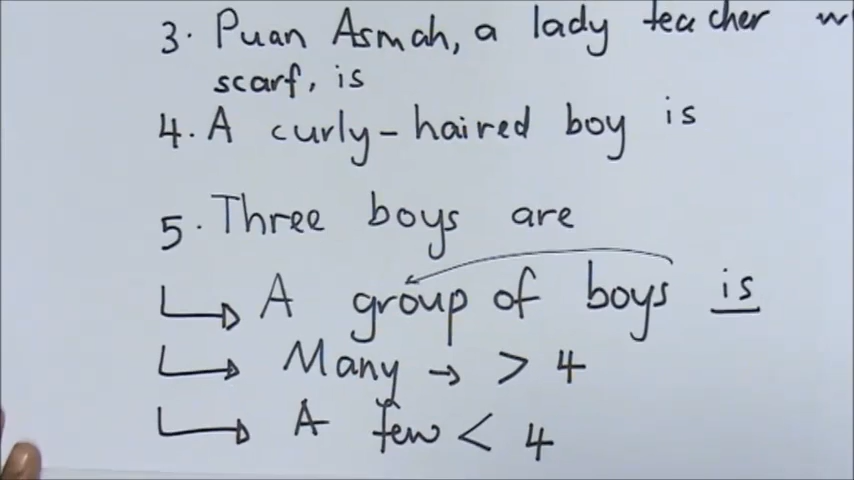 3. Puan Asmah, a lady teacher
scarf, is
4. A curly-haired boy is
5. Three boys are
↳ A group of boys is
↳ Many → > 4
↳ A few < 4